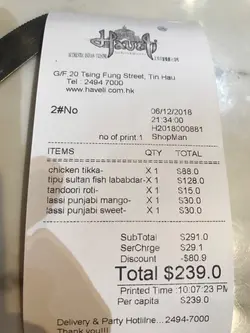 Haveli
G/F,20 Tsing Fung Street, Tin Hau
Tel : 2494 7000
www.haveli.com.hk
2#No 06/12/2018
21:34:00
H2018000881
no of print:1 ShopMan
ITEMS QTY TOTAL
chicken tikka- X 1 $88.0
tipu sultan fish lababdar- X 1 $128.0
tandoori roti- X 1 $15.0
lassi punjabi mango- X 1 $30.0
lassi punjabi sweet- X 1 $30.0
SubTotal $291.0
SerChrge $29.1
Discount -$80.9
Total $239.0
Printed Time :10:07:23 PM
Per capita $239.0
Delivery & Party Hotliine...2494-7000
Thank you!!!